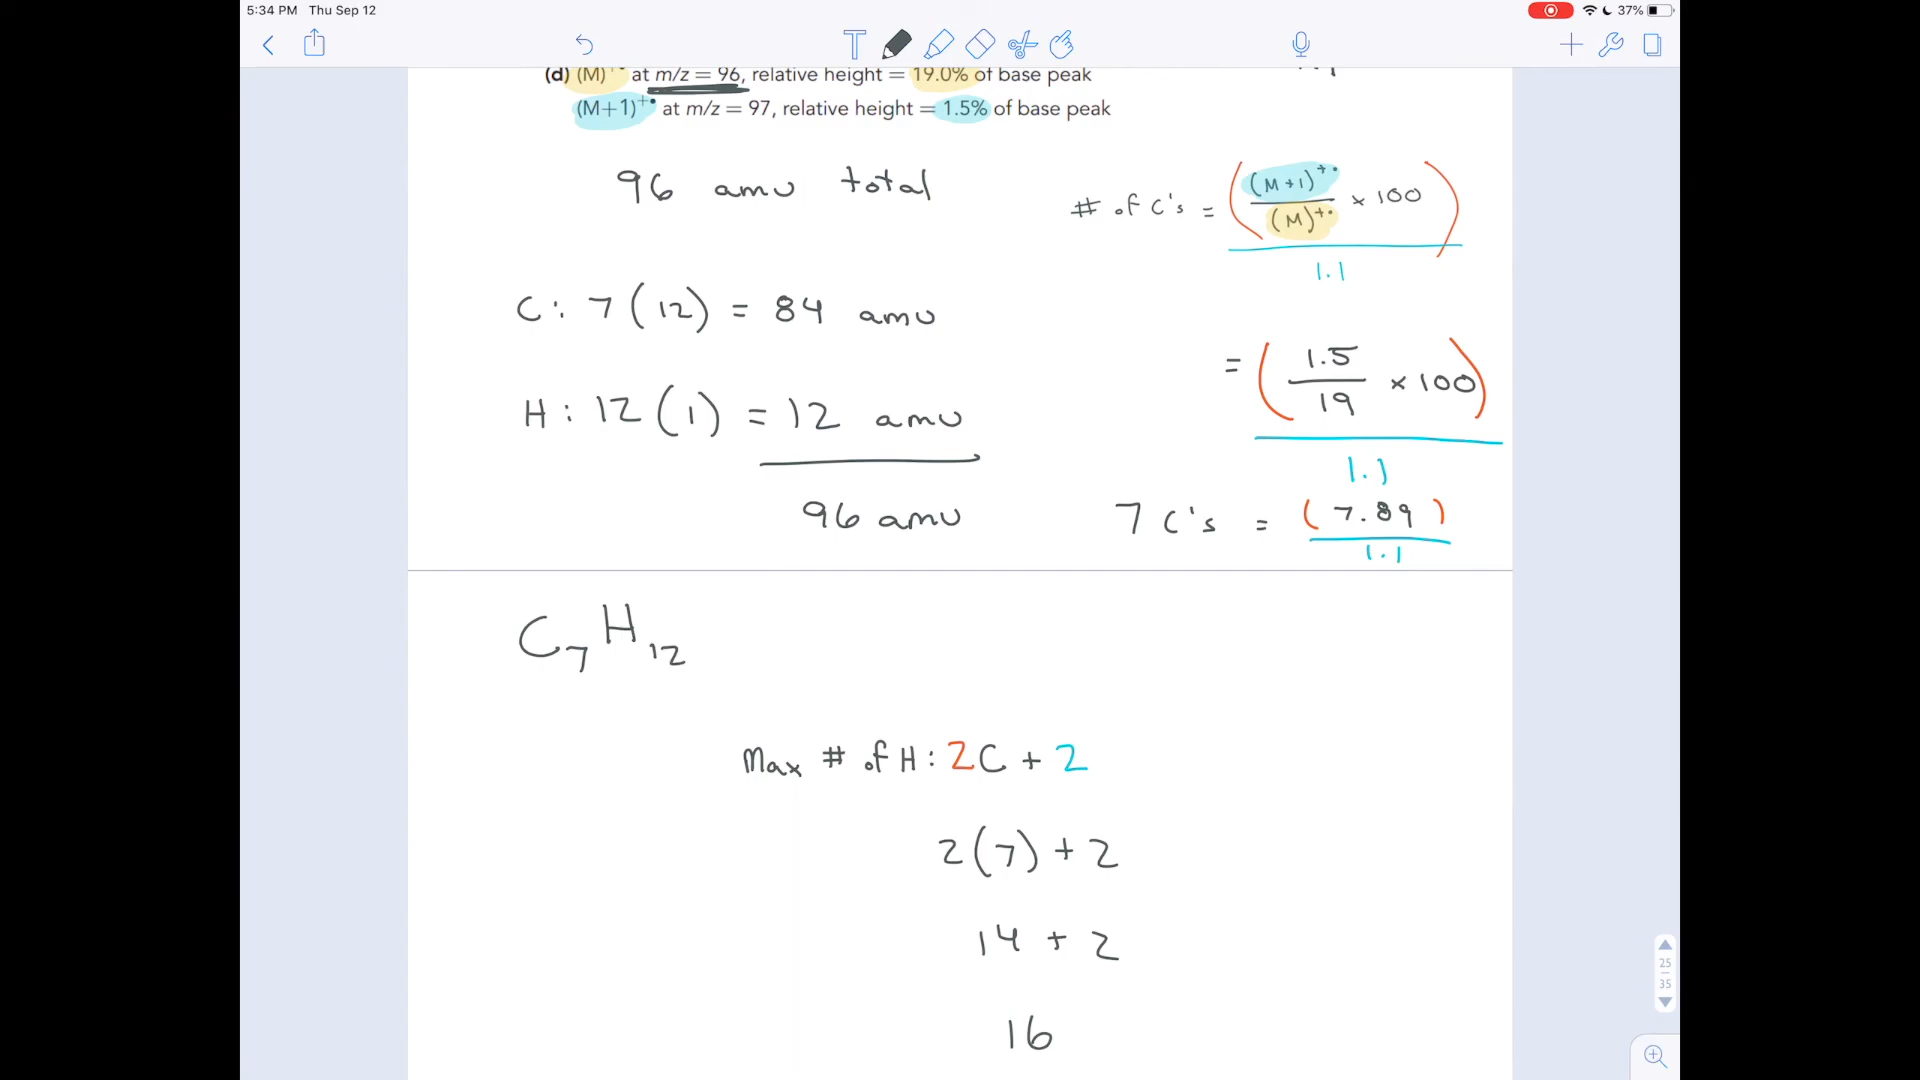 5:34 PM Thu Sep 12
37%
(d) (M)+• at m/z = 96, relative height = 19.0% of base peak
(M+1)+• at m/z = 97, relative height = 1.5% of base peak
96 amu total
# of C's = ( (M+1)+• / (M)+• × 100 )
1.1
C: 7(12) = 84 amu
= ( 1.5 / 19 × 100 )
1.1
H: 12(1) = 12 amu
96 amu
7 C's = (7.89)
1.1
C7H12
Max # of H: 2C + 2
2(7) + 2
14 + 2
16
25
35